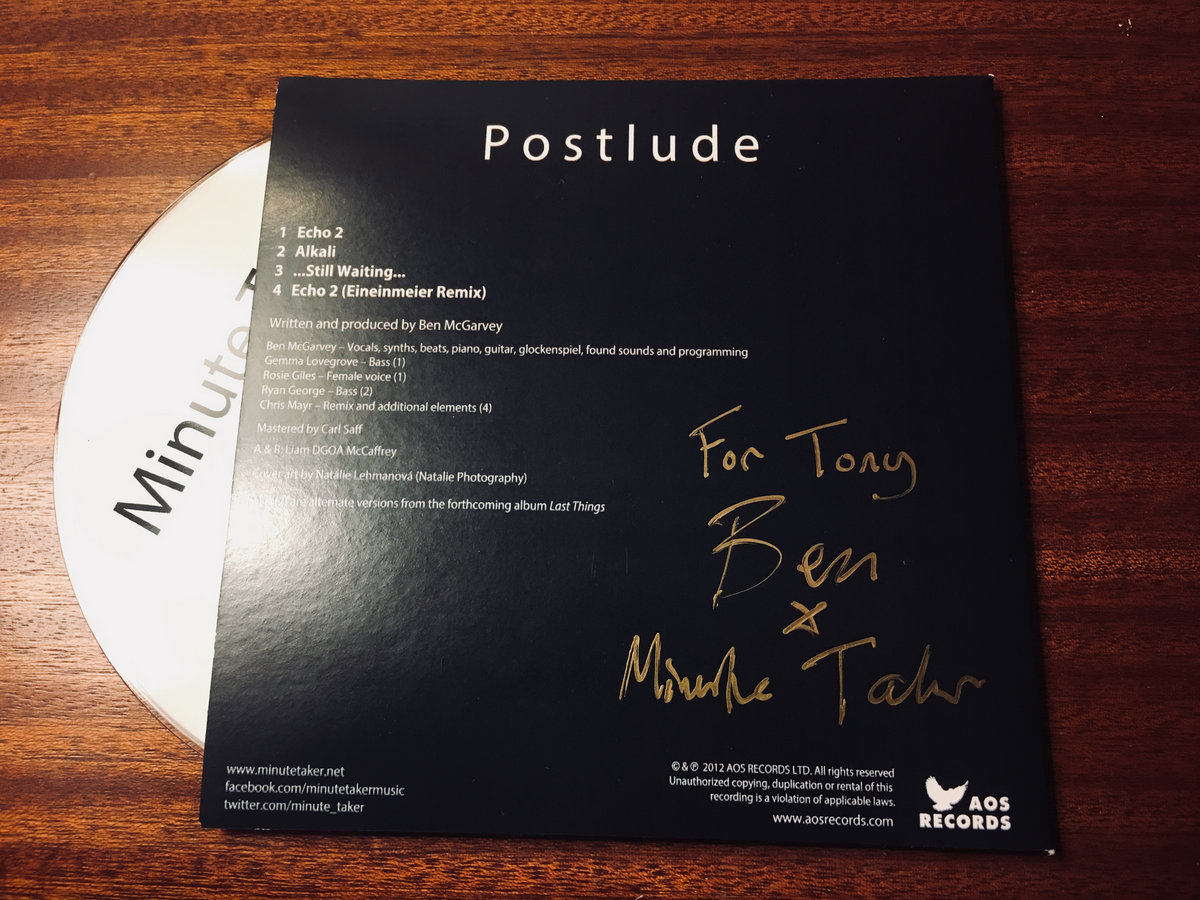 Postlude
1 Echo 2
2 Alkali
3 ...Still Waiting...
4 Echo 2 (Eineinmeier Remix)
Written and produced by Ben McGarvey
Ben McGarvey – Vocals, synths, beats, piano, guitar, glockenspiel, found sounds and programming
Gemma Lovegrove – Bass (1)
Rosie Giles – Female voice (1)
Ryan George – Bass (2)
Chris Mayr – Remix and additional elements (4)
Mastered by Carl Saff
A & R: Liam DGOA McCaffrey
Cover art by Natálie Lehmanová (Natalie Photography)
are alternate versions from the forthcoming album Last Things
Minute T
For Tony
Ben
x
Minute Taker
www.minutetaker.net
facebook.com/minutetakermusic
twitter.com/minute_taker
© & ℗ 2012 AOS RECORDS LTD. All rights reserved
Unauthorized copying, duplication or rental of this
recording is a violation of applicable laws.
www.aosrecords.com
AOS
RECORDS